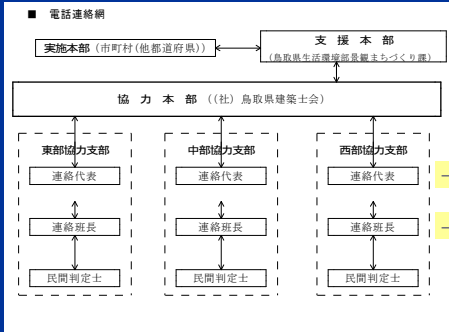 ■ 電話連絡網
支援本部
実施本部(市町村(他都道府県))
(鳥取県生活環境部景観まちづくり課)
協力本部((社)鳥取県建築士会)
東部協力支部 中部協力支部 西部協力支部
連絡代表 連絡代表 連絡代表
連絡班長 連絡班長 連絡班長
民間判定士 民間判定士 民間判定士